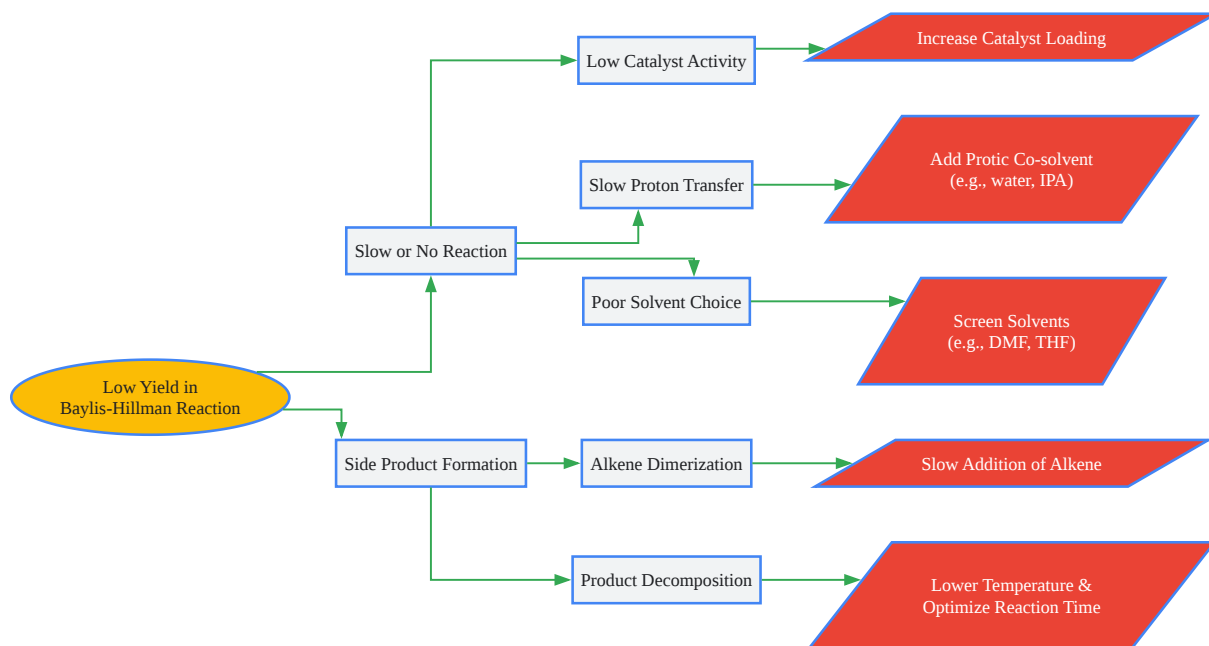 Increase Catalyst Loading
Low Catalyst Activity
Add Protic Co-solvent
(e.g., water, IPA)
Slow Proton Transfer
Slow or No Reaction
Poor Solvent Choice
Screen Solvents
(e.g., DMF, THF)
Low Yield in
Baylis-Hillman Reaction
Side Product Formation
Alkene Dimerization
Slow Addition of Alkene
Product Decomposition
Lower Temperature &
Optimize Reaction Time